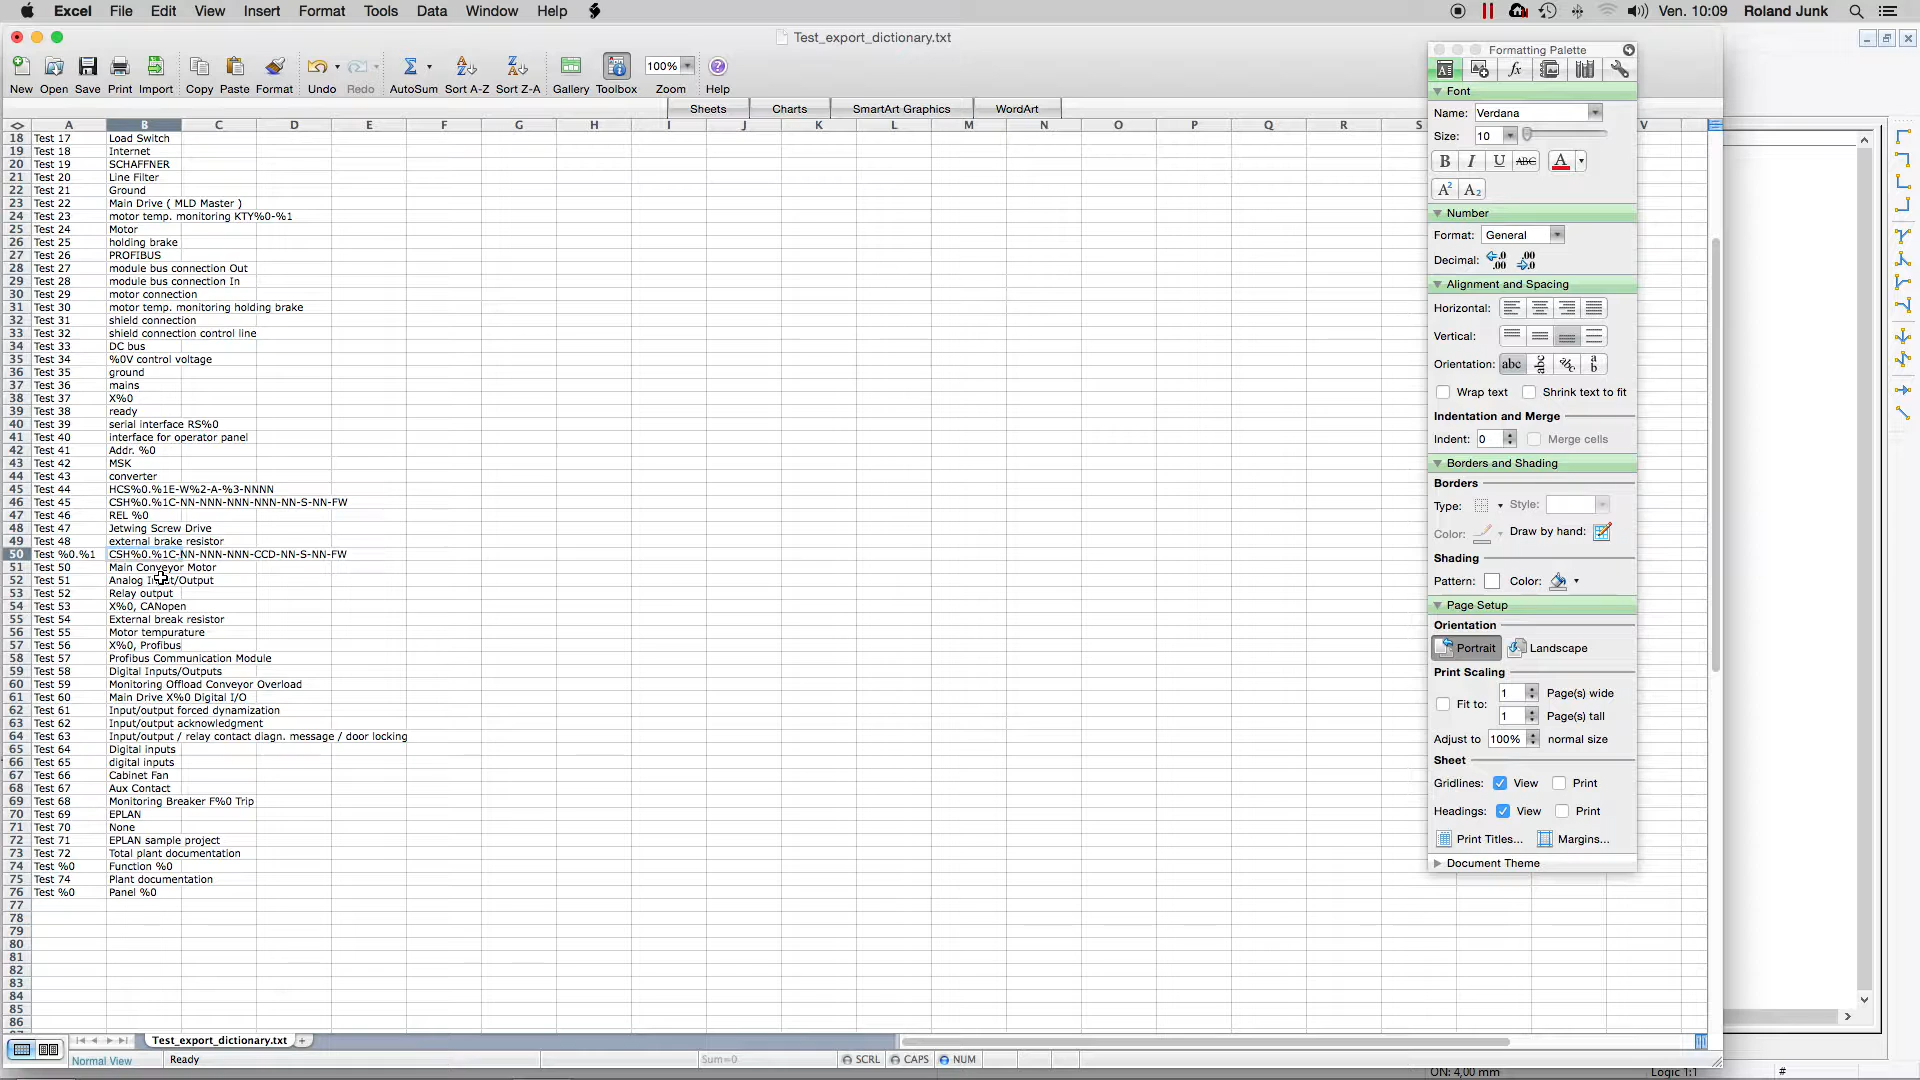 Excel File Edit View Insert Format Tools Data Window Help Ven. 10:09 Roland Junk
Test_export_dictionary.txt
New Open Save Print Import Copy Paste Format Undo Redo AutoSum Sort A-Z Sort Z-A Gallery Toolbox 100% Zoom Help
Sheets Charts SmartArt Graphics WordArt
A B C D E F G H I J K L M N O P Q R S V
18 Test 17 Load Switch
19 Test 18 Internet
20 Test 19 SCHAFFNER
21 Test 20 Line Filter
22 Test 21 Ground
23 Test 22 Main Drive ( MLD Master )
24 Test 23 motor temp. monitoring KTY%0-%1
25 Test 24 Motor
26 Test 25 holding brake
27 Test 26 PROFIBUS
28 Test 27 module bus connection Out
29 Test 28 module bus connection In
30 Test 29 motor connection
31 Test 30 motor temp. monitoring holding brake
32 Test 31 shield connection
33 Test 32 shield connection control line
34 Test 33 DC bus
35 Test 34 %0V control voltage
36 Test 35 ground
37 Test 36 mains
38 Test 37 X%0
39 Test 38 ready
40 Test 39 serial interface RS%0
41 Test 40 interface for operator panel
42 Test 41 Addr. %0
43 Test 42 MSK
44 Test 43 converter
45 Test 44 HCS%0.%1E-W%2-A-%3-NNNN
46 Test 45 CSH%0.%1C-NN-NNN-NNN-NNN-NN-S-NN-FW
47 Test 46 REL %0
48 Test 47 Jetwing Screw Drive
49 Test 48 external brake resistor
50 Test %0.%1 CSH%0.%1C-NN-NNN-NNN-CCD-NN-S-NN-FW
51 Test 50 Main Conveyor Motor
52 Test 51 Analog Input/Output
53 Test 52 Relay output
54 Test 53 X%0, CANopen
55 Test 54 External break resistor
56 Test 55 Motor tempurature
57 Test 56 X%0, Profibus
58 Test 57 Profibus Communication Module
59 Test 58 Digital Inputs/Outputs
60 Test 59 Monitoring Offload Conveyor Overload
61 Test 60 Main Drive X%0 Digital I/O
62 Test 61 Input/output forced dynamization
63 Test 62 Input/output acknowledgment
64 Test 63 Input/output / relay contact diagn. message / door locking
65 Test 64 Digital inputs
66 Test 65 digital inputs
67 Test 66 Cabinet Fan
68 Test 67 Aux Contact
69 Test 68 Monitoring Breaker F%0 Trip
70 Test 69 EPLAN
71 Test 70 None
72 Test 71 EPLAN sample project
73 Test 72 Total plant documentation
74 Test %0 Function %0
75 Test 74 Plant documentation
76 Test %0 Panel %0
77
78
79
80
81
82
83
84
85
86
Test_export_dictionary.txt
Normal View Ready Sum=0 SCRL CAPS NUM
Formatting Palette
Font
Name: Verdana
Size: 10
B I U ABC A
A2 A2
Number
Format: General
Decimal: .0 .00 .00 .0
Alignment and Spacing
Horizontal:
Vertical:
Orientation: abc abc abc a b
Wrap text Shrink text to fit
Indentation and Merge
Indent: 0 Merge cells
Borders and Shading
Borders
Type: Style:
Color: Draw by hand:
Shading
Pattern: Color:
Page Setup
Orientation
Portrait Landscape
Print Scaling
Fit to: 1 Page(s) wide
1 Page(s) tall
Adjust to 100% normal size
Sheet
Gridlines: View Print
Headings: View Print
Print Titles... Margins...
Document Theme
ON: 4,00 mm Logic 1:1 #